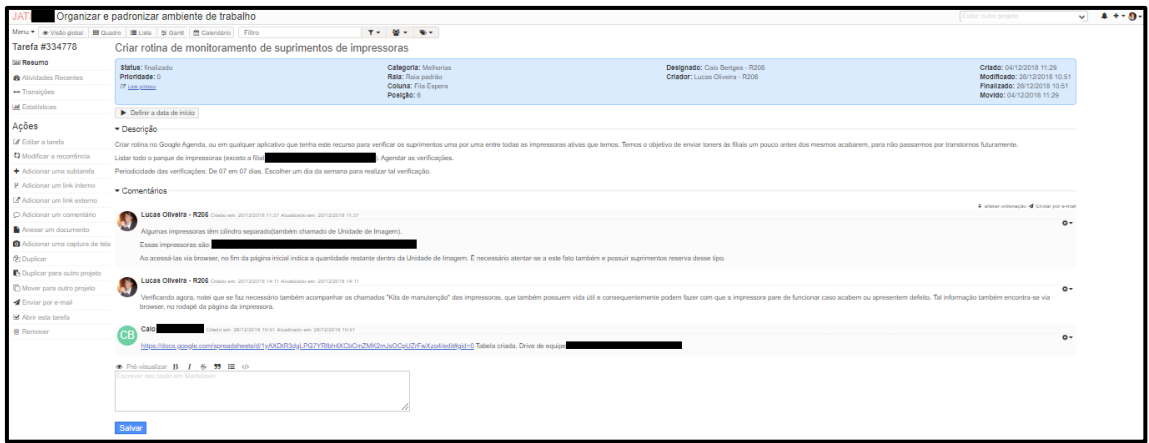 JATI Organizar e padronizar ambiente de trabalho
Exibir outro projeto
Menu Visão global Quadro Lista Gantt Calendário Filtro
Tarefa #334778
Criar rotina de monitoramento de suprimentos de impressoras
Resumo
Atividades Recentes
Transições
Estatísticas
Status: finalizado
Prioridade: 0
Link público
Categoria: Melhorias
Raia: Raia padrão
Coluna: Fila Espera
Posição: 6
Designado: Caio Bertges - R206
Criador: Lucas Oliveira - R206
Criado: 04/12/2018 11:29
Modificado: 26/12/2018 10:51
Finalizado: 26/12/2018 10:51
Movido: 04/12/2018 11:29
Definir a data de início
Ações
Editar a tarefa
Modificar a recorrência
Adicionar uma subtarefa
Adicionar um link interno
Adicionar um link externo
Adicionar um comentário
Anexar um documento
Adicionar uma captura de tela
Duplicar
Duplicar para outro projeto
Mover para outro projeto
Enviar por e-mail
Abrir esta tarefa
Remover
Descrição
Criar rotina no Google Agenda, ou em qualquer aplicativo que tenha este recurso para verificar os suprimentos uma por uma entre todas as impressoras ativas que temos. Temos o objetivo de enviar toners às filiais um pouco antes dos mesmos acabarem, para não passarmos por transtornos futuramente.
Listar todo o parque de impressoras (exceto a filial ). Agendar as verificações.
Periodicidade das verificações: De 07 em 07 dias. Escolher um dia da semana para realizar tal verificação.
Comentários
alterar ordenação Enviar por e-mail
Lucas Oliveira - R206 Criado em: 20/12/2018 11:37 Atualizado em: 20/12/2018 11:37
Algumas impressoras têm cilindro separado(também chamado de Unidade de Imagem).
Essas impressoras são:
Ao acessá-las via browser, no fim da página inicial indica a quantidade restante dentro da Unidade de Imagem. É necessário atentar-se a este fato também e possuir suprimentos reserva desse tipo.
Lucas Oliveira - R206 Criado em: 20/12/2018 14:11 Atualizado em: 20/12/2018 14:11
Verificando agora, notei que se faz necessário também acompanhar os chamados "Kits de manutenção" das impressoras, que também possuem vida útil e consequentemente podem fazer com que a impressora pare de funcionar caso acabem ou apresentem defeito. Tal informação também encontra-se via
browser, no rodapé da página da impressora.
CB
Caio Criado em: 26/12/2018 10:51 Atualizado em: 26/12/2018 10:51
Tabela criada. Drive de equipe
Pré-visualizar B I S
Escrever seu texto em Markdown
Salvar